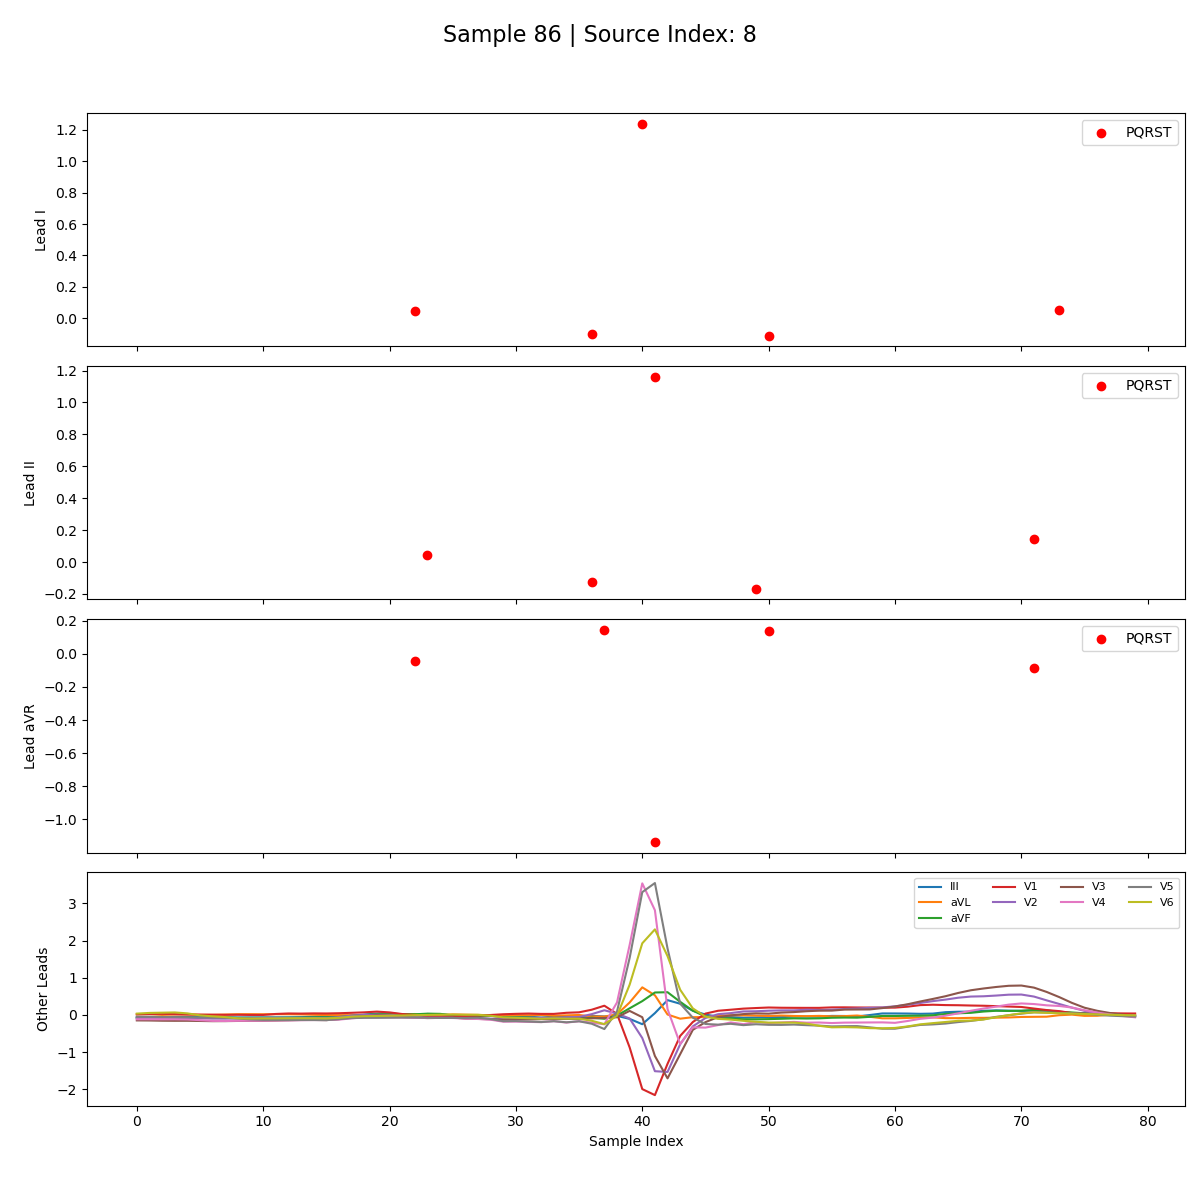 Sample 86 | Source Index: 8
1.2
1.0
0.8
0.6
0.4
0.2
0.0
Lead I
PQRST
1.2
1.0
0.8
0.6
0.4
0.2
0.0
−0.2
Lead II
PQRST
0.2
0.0
−0.2
−0.4
−0.6
−0.8
−1.0
Lead aVR
PQRST
3
2
1
0
−1
−2
Other Leads
III V1 V3 V5
aVL V2 V4 V6
aVF
0 10 20 30 40 50 60 70 80
Sample Index